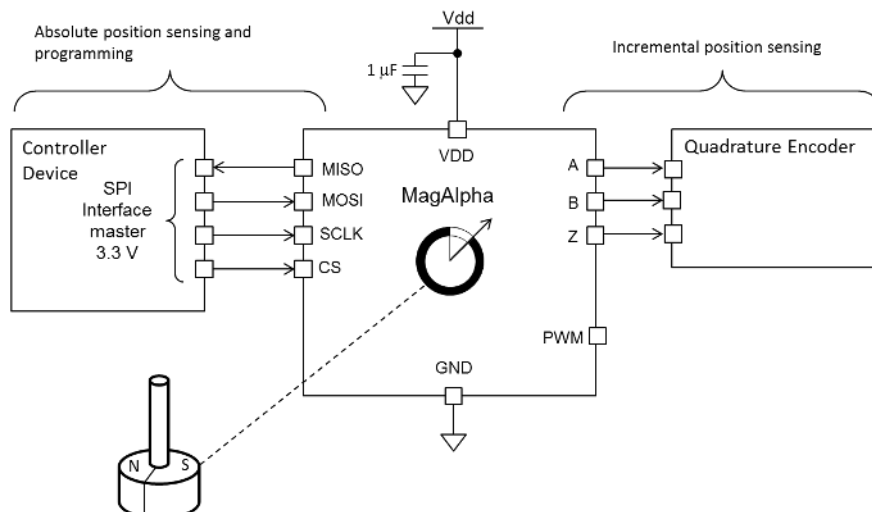 Vdd
Absolute position sensing and
programming
Incremental position sensing
1 µF
Controller
Device
SPI
Interface
master
3.3 V
MISO
MOSI
SCLK
CS
VDD
MagAlpha
A
B
Z
PWM
GND
Quadrature Encoder
N
S